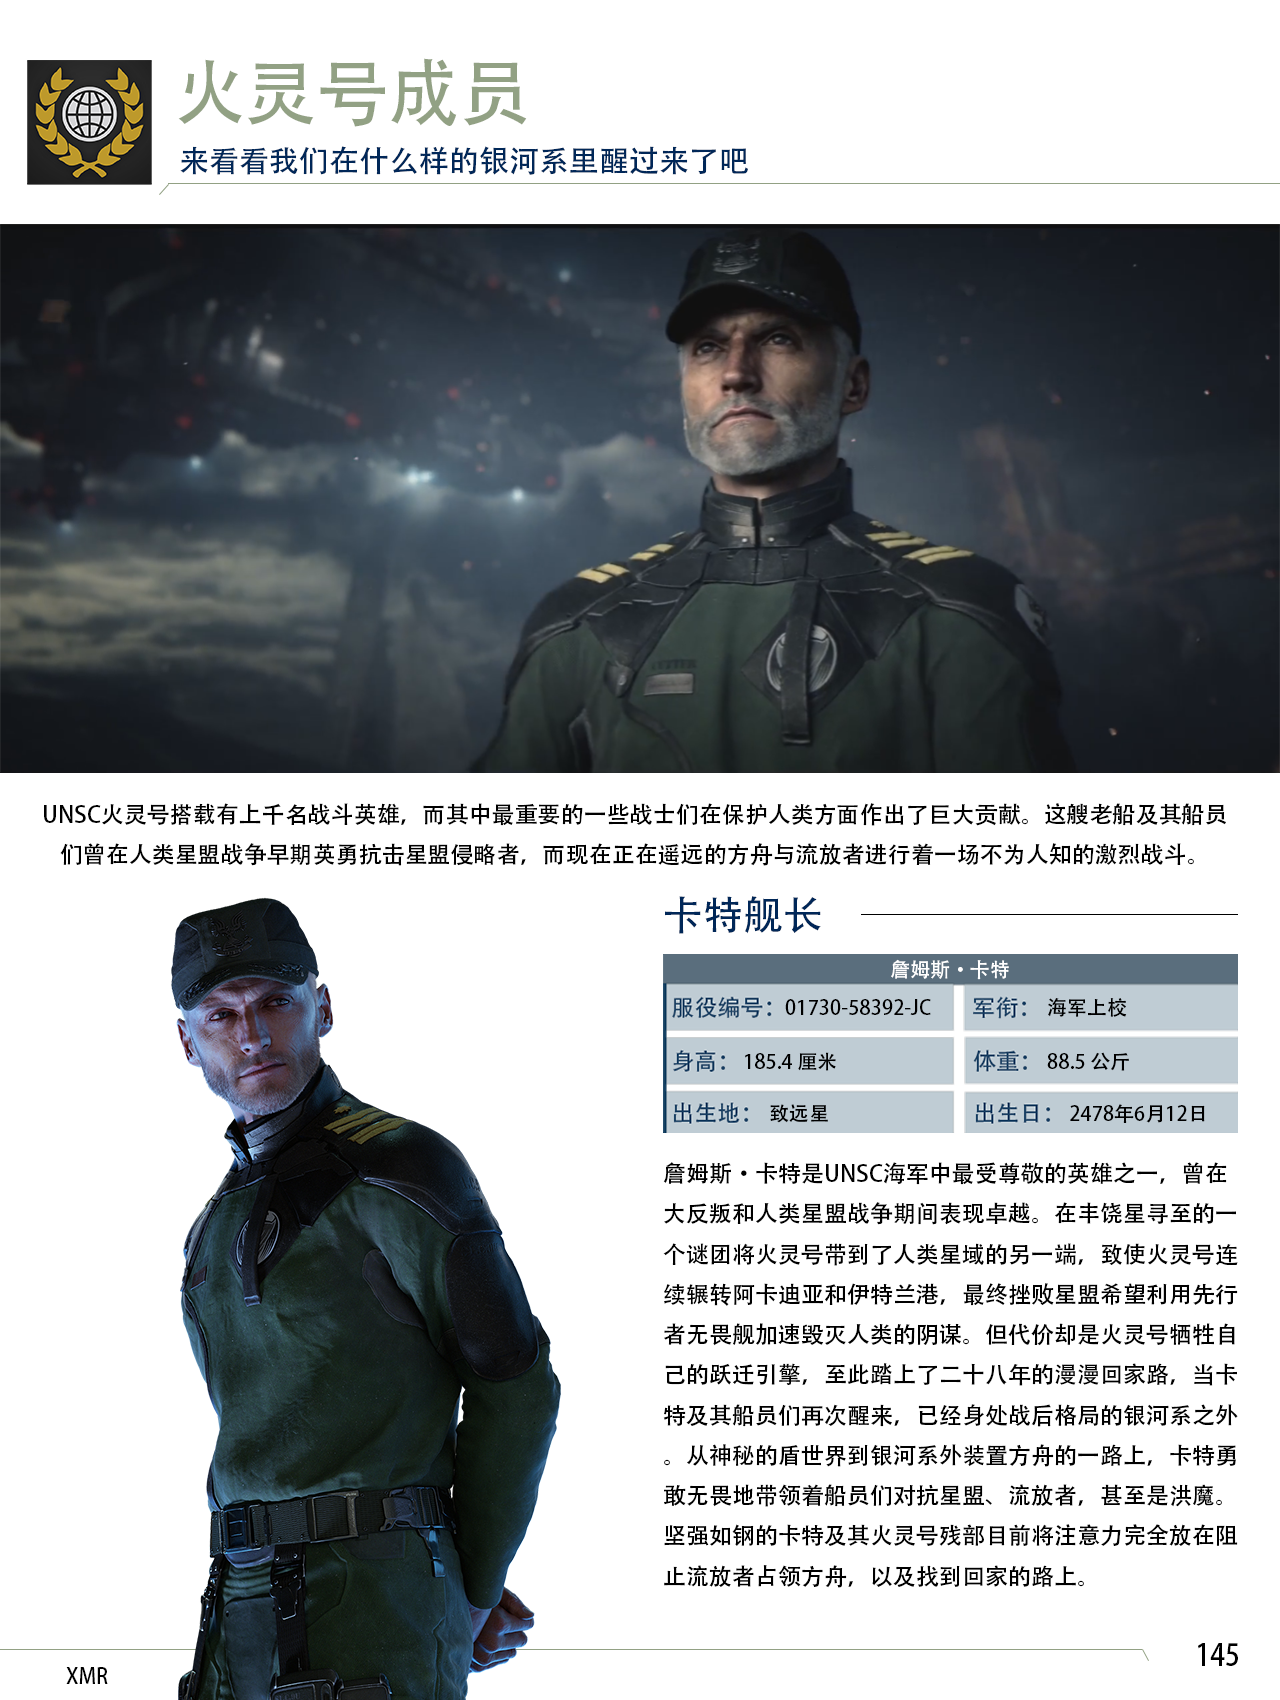 火灵号成员
来看看我们在什么样的银河系里醒过来了吧
UNSC火灵号搭载有上千名战斗英雄，而其中最重要的一些战士们在保护人类方面作出了巨大贡献。这艘老船及其船员
们曾在人类星盟战争早期英勇抗击星盟侵略者，而现在正在遥远的方舟与流放者进行着一场不为人知的激烈战斗。
卡特舰长
詹姆斯·卡特
服役编号：01730-58392-JC 军衔： 海军上校
身高： 185.4 厘米 体重： 88.5 公斤
出生地： 致远星 出生日： 2478年6月12日
詹姆斯·卡特是UNSC海军中最受尊敬的英雄之一，曾在
大反叛和人类星盟战争期间表现卓越。在丰饶星寻至的一
个谜团将火灵号带到了人类星域的另一端，致使火灵号连
续辗转阿卡迪亚和伊特兰港，最终挫败星盟希望利用先行
者无畏舰加速毁灭人类的阴谋。但代价却是火灵号牺牲自
己的跃迁引擎，至此踏上了二十八年的漫漫回家路，当卡
特及其船员们再次醒来，已经身处战后格局的银河系之外
。从神秘的盾世界到银河系外装置方舟的一路上，卡特勇
敢无畏地带领着船员们对抗星盟、流放者，甚至是洪魔。
坚强如钢的卡特及其火灵号残部目前将注意力完全放在阻
止流放者占领方舟，以及找到回家的路上。
XMR
145